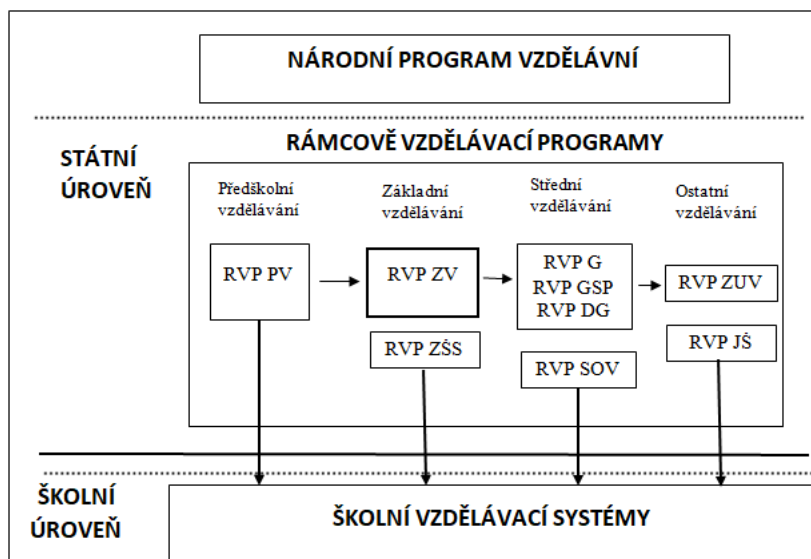 NÁRODNÍ PROGRAM VZDĚLÁVNÍ
STÁTNÍ
ÚROVEŇ
RÁMCOVĚ VZDĚLÁVACÍ PROGRAMY
Předškolní
vzdělávání
Základní
vzdělávání
Střední
vzdělávání
Ostatní
vzdělávání
RVP PV
RVP ZV
RVP G
RVP GSP
RVP DG
RVP ZUV
RVP ZŠS
RVP SOV
RVP JŠ
ŠKOLNÍ
ÚROVEŇ
ŠKOLNÍ VZDĚLÁVACÍ SYSTÉMY